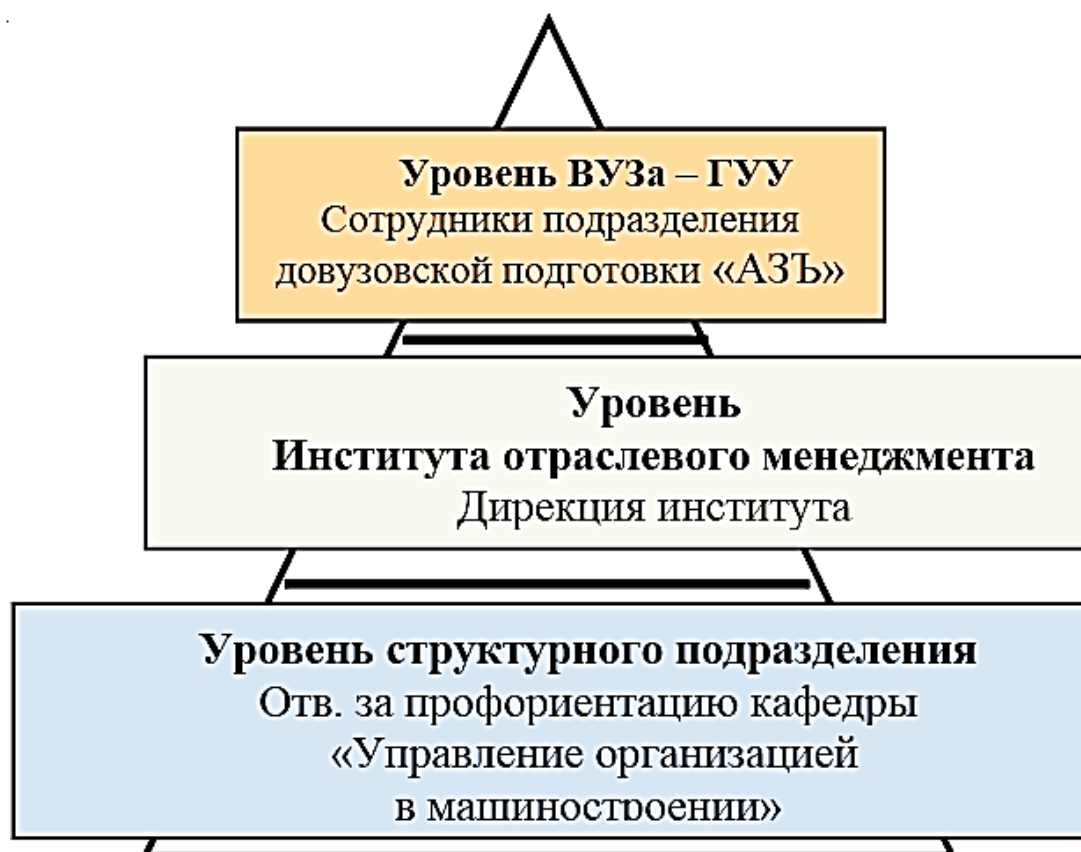 Уровень ВУЗа – ГУУ
Сотрудники подразделения
довузовской подготовки «АЗЪ»
Уровень
Института отраслевого менеджмента
Дирекция института
Уровень структурного подразделения
Отв. за профориентацию кафедры
«Управление организацией
в машиностроении»